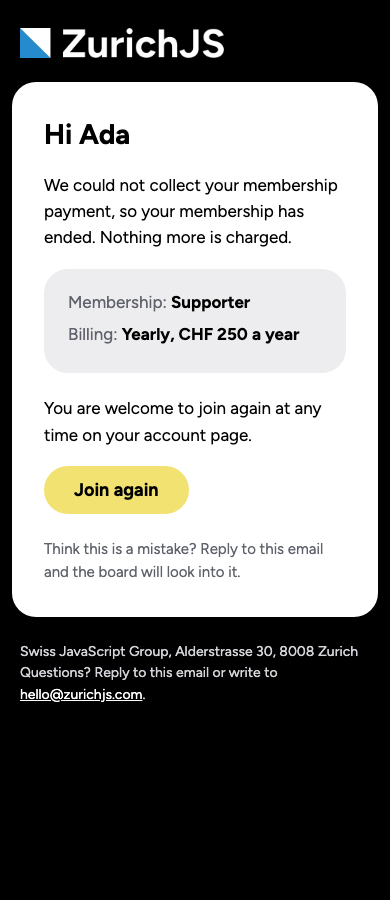 ZurichJS
Hi Ada
We could not collect your membership
payment, so your membership has
ended. Nothing more is charged.
Membership: Supporter
Billing: Yearly, CHF 250 a year
You are welcome to join again at any
time on your account page.
Join again
Think this is a mistake? Reply to this email
and the board will look into it.
Swiss JavaScript Group, Alderstrasse 30, 8008 Zurich
Questions? Reply to this email or write to
hello@zurichjs.com.